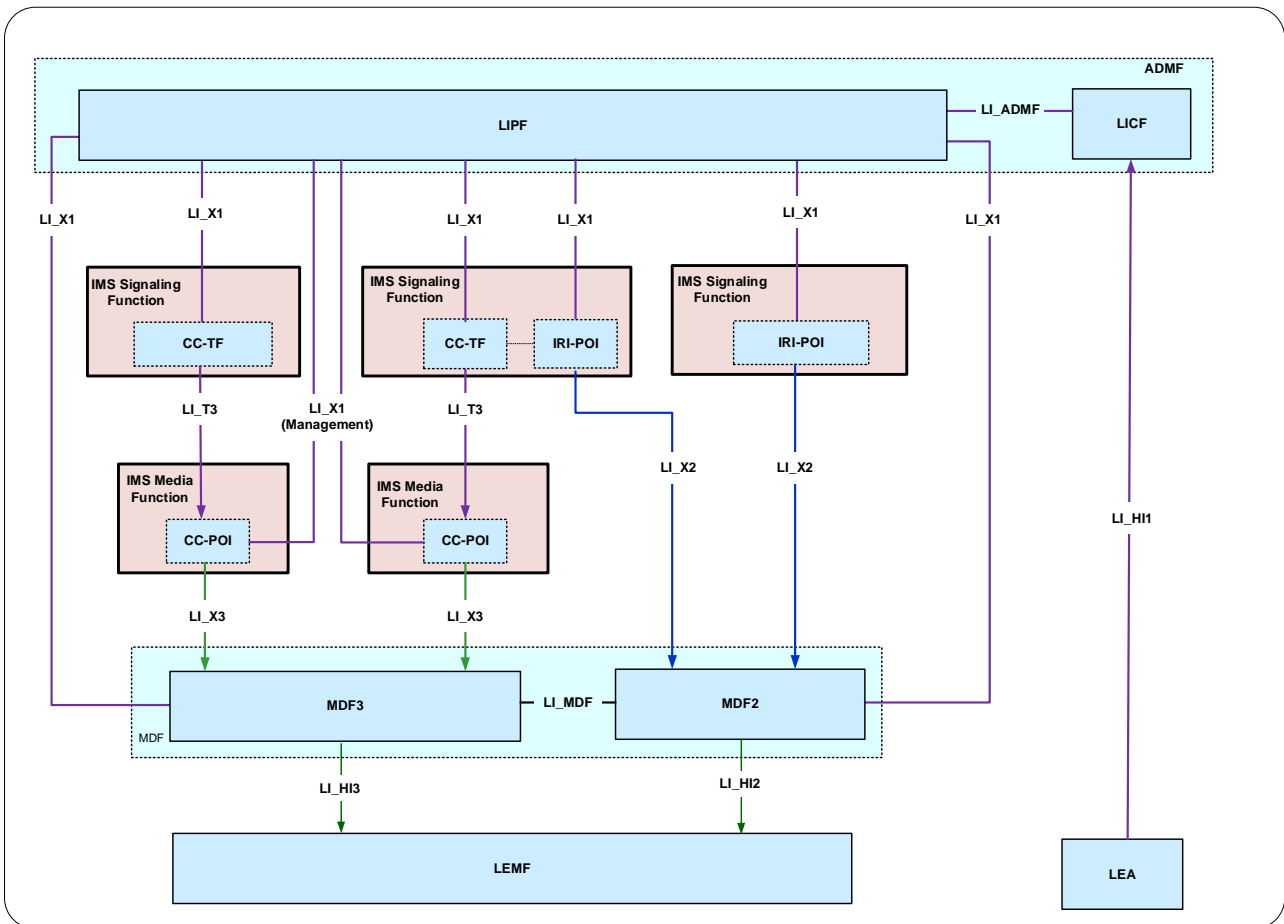 ADMF
LIPF
LI_ADMF
LICF
LI_X1
LI_X1
LI_X1
LI_X1
LI_X1
LI_X1
IMS Signaling
Function
CC-TF
IMS Signaling
Function
CC-TF
IRI-POI
IMS Signaling
Function
IRI-POI
LI_T3
LI_X1
(Management)
LI_T3
LI_X2
LI_X2
IMS Media
Function
CC-POI
IMS Media
Function
CC-POI
LI_HI1
LI_X3
LI_X3
MDF3
LI_MDF
MDF2
MDF
LI_HI3
LI_HI2
LEMF
LEA